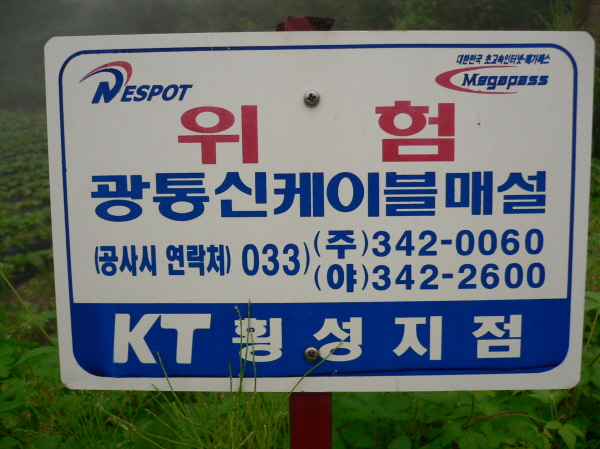 NESPOT
대한민국 초고속인터넷-메가패스
Megapass
위 험
광통신케이블매설
(공사시 연락처) 033) (주)342-0060
(야)342-2600
KT 횡성지점